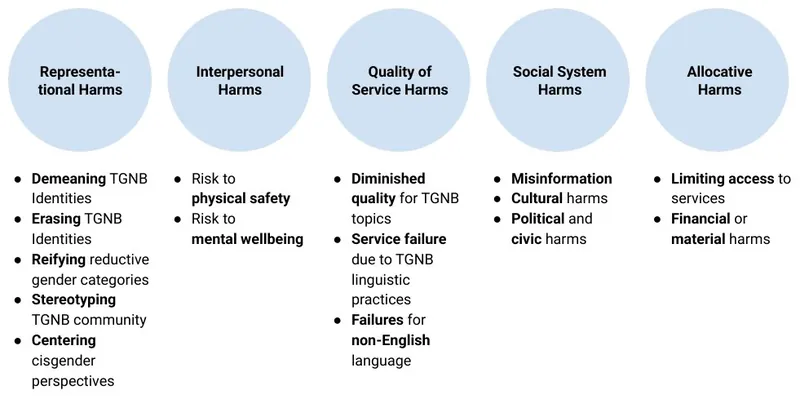 Representa-
tional Harms
● Demeaning TGNB
Identities
● Erasing TGNB
Identities
● Reifying reductive
gender categories
● Stereotyping
TGNB community
● Centering
cisgender
perspectives
Interpersonal
Harms
● Risk to
physical safety
● Risk to
mental wellbeing
Quality of
Service Harms
● Diminished
quality for TGNB
topics
● Service failure
due to TGNB
linguistic
practices
● Failures for
non-English
language
Social System
Harms
● Misinformation
● Cultural harms
● Political and
civic harms
Allocative
Harms
● Limiting access to
services
● Financial or
material harms